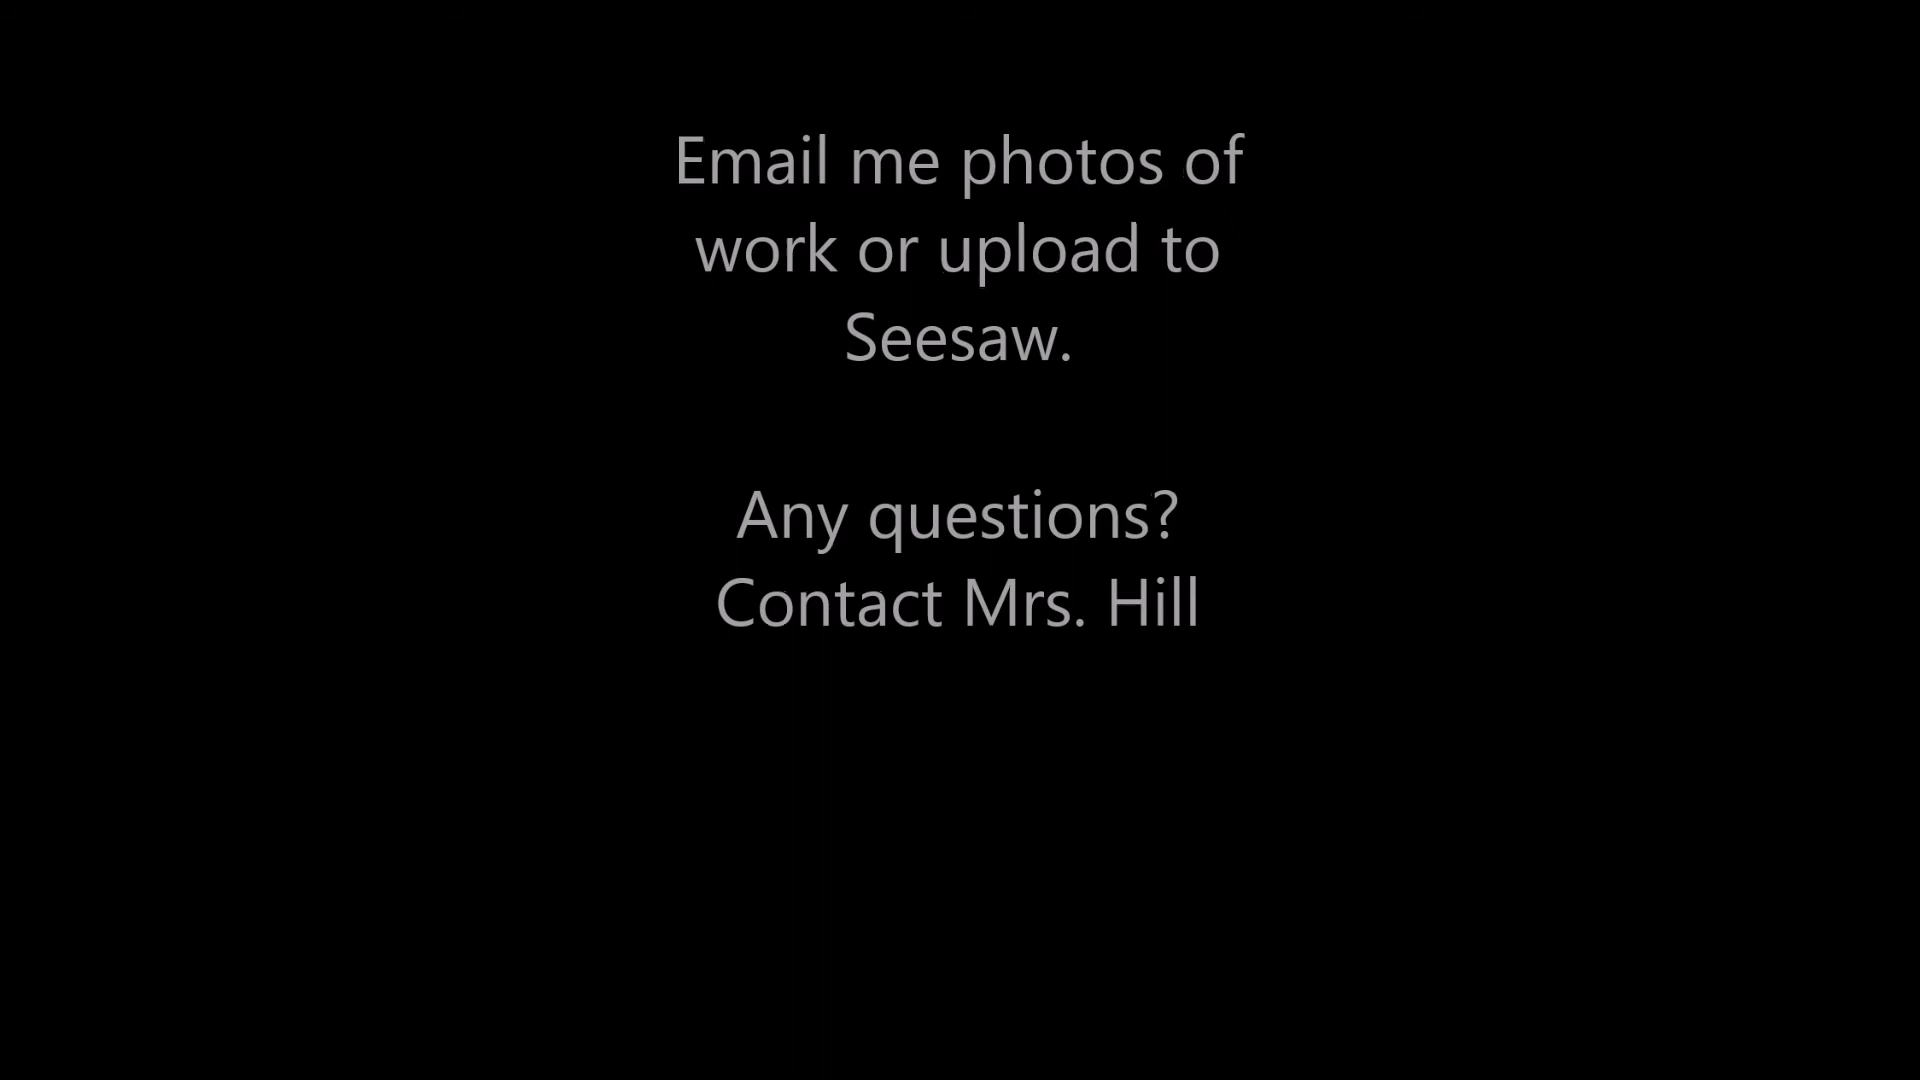 Email me photos of
work or upload to
Seesaw.
Any questions?
Contact Mrs. Hill